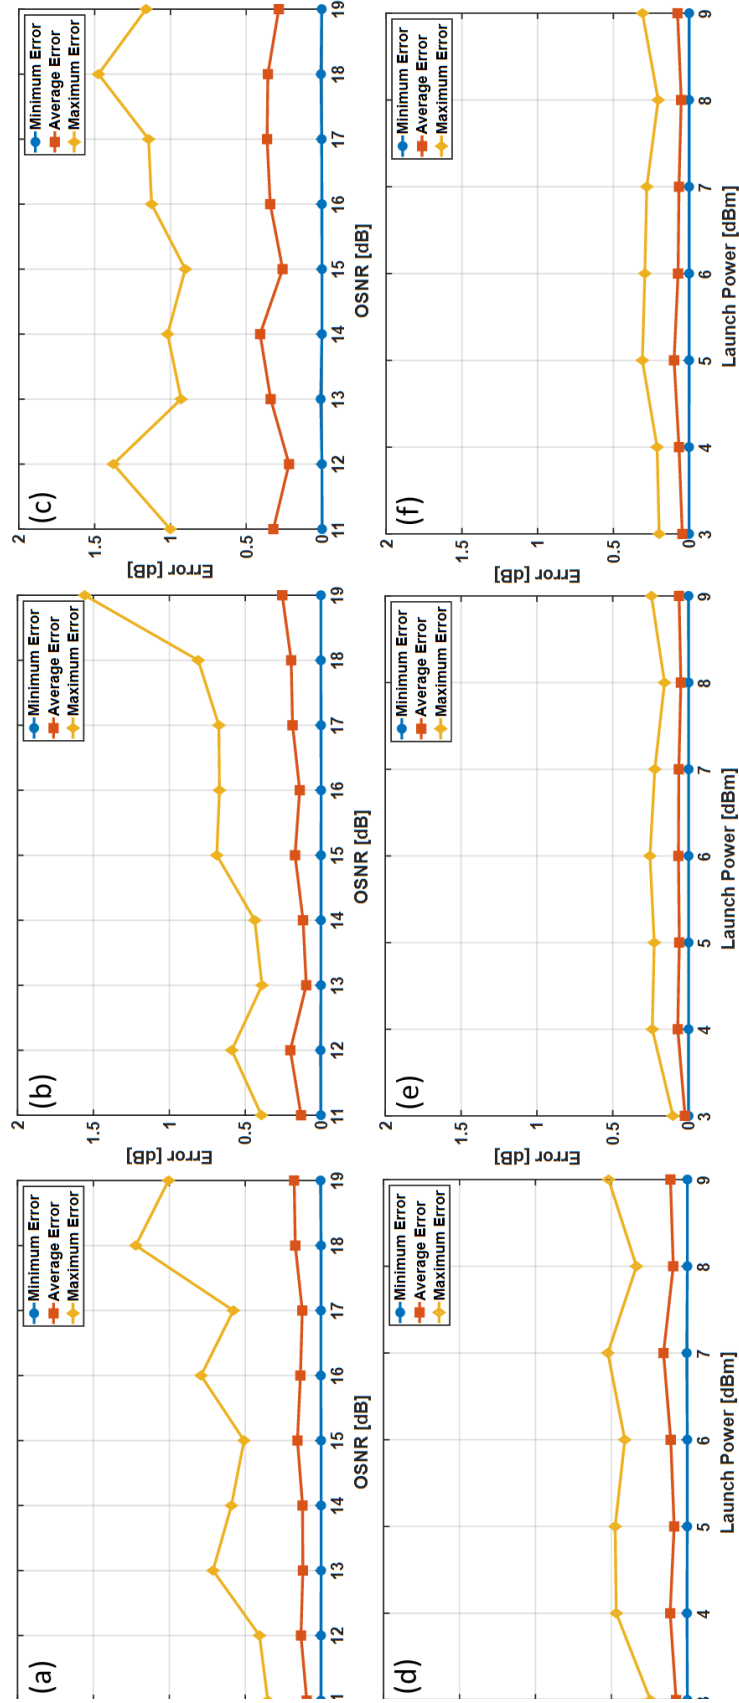 (a)
Minimum Error
Average Error
Maximum Error
1 12 13 14 15 16 17 18 19
OSNR [dB]
(b)
Minimum Error
Average Error
Maximum Error
2
1.5
1
0.5
0
Error [dB]
11 12 13 14 15 16 17 18 19
OSNR [dB]
(c)
Minimum Error
Average Error
Maximum Error
2
1.5
1
0.5
0
Error [dB]
11 12 13 14 15 16 17 18 19
OSNR [dB]
(d)
Minimum Error
Average Error
Maximum Error
3 4 5 6 7 8 9
Launch Power [dBm]
(e)
Minimum Error
Average Error
Maximum Error
2
1.5
1
0.5
0
Error [dB]
3 4 5 6 7 8 9
Launch Power [dBm]
(f)
Minimum Error
Average Error
Maximum Error
2
1.5
1
0.5
0
Error [dB]
3 4 5 6 7 8 9
Launch Power [dBm]